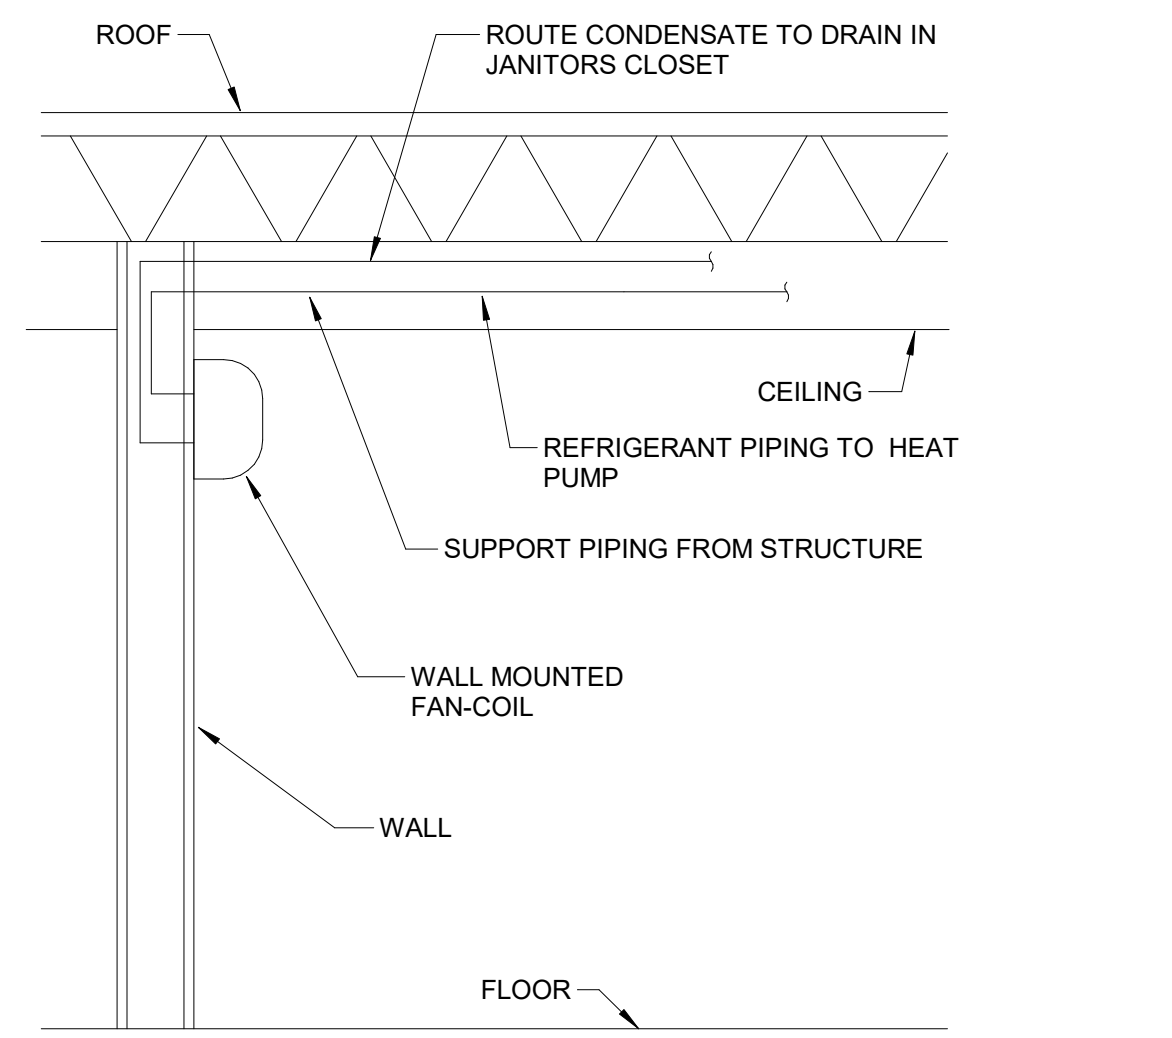 ROOF
ROUTE CONDENSATE TO DRAIN IN
JANITORS CLOSET
CEILING
REFRIGERANT PIPING TO  HEAT
PUMP
SUPPORT PIPING FROM STRUCTURE
WALL MOUNTED
FAN-COIL
WALL
FLOOR